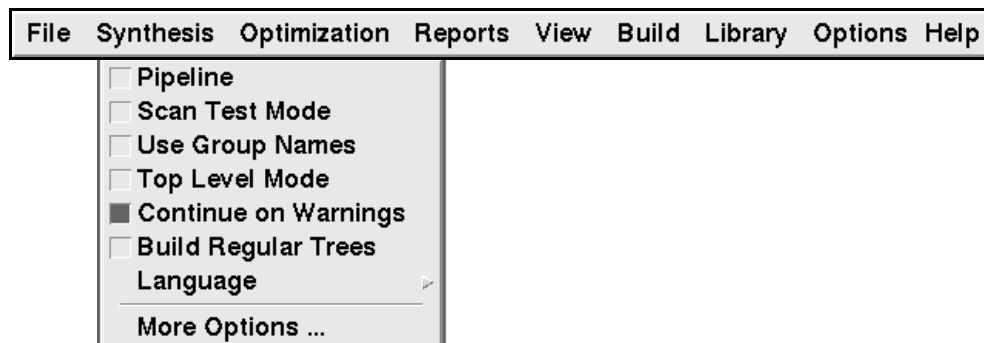 File Synthesis Optimization Reports View Build Library Options Help
Pipeline
Scan Test Mode
Use Group Names
Top Level Mode
Continue on Warnings
Build Regular Trees
Language
More Options ...